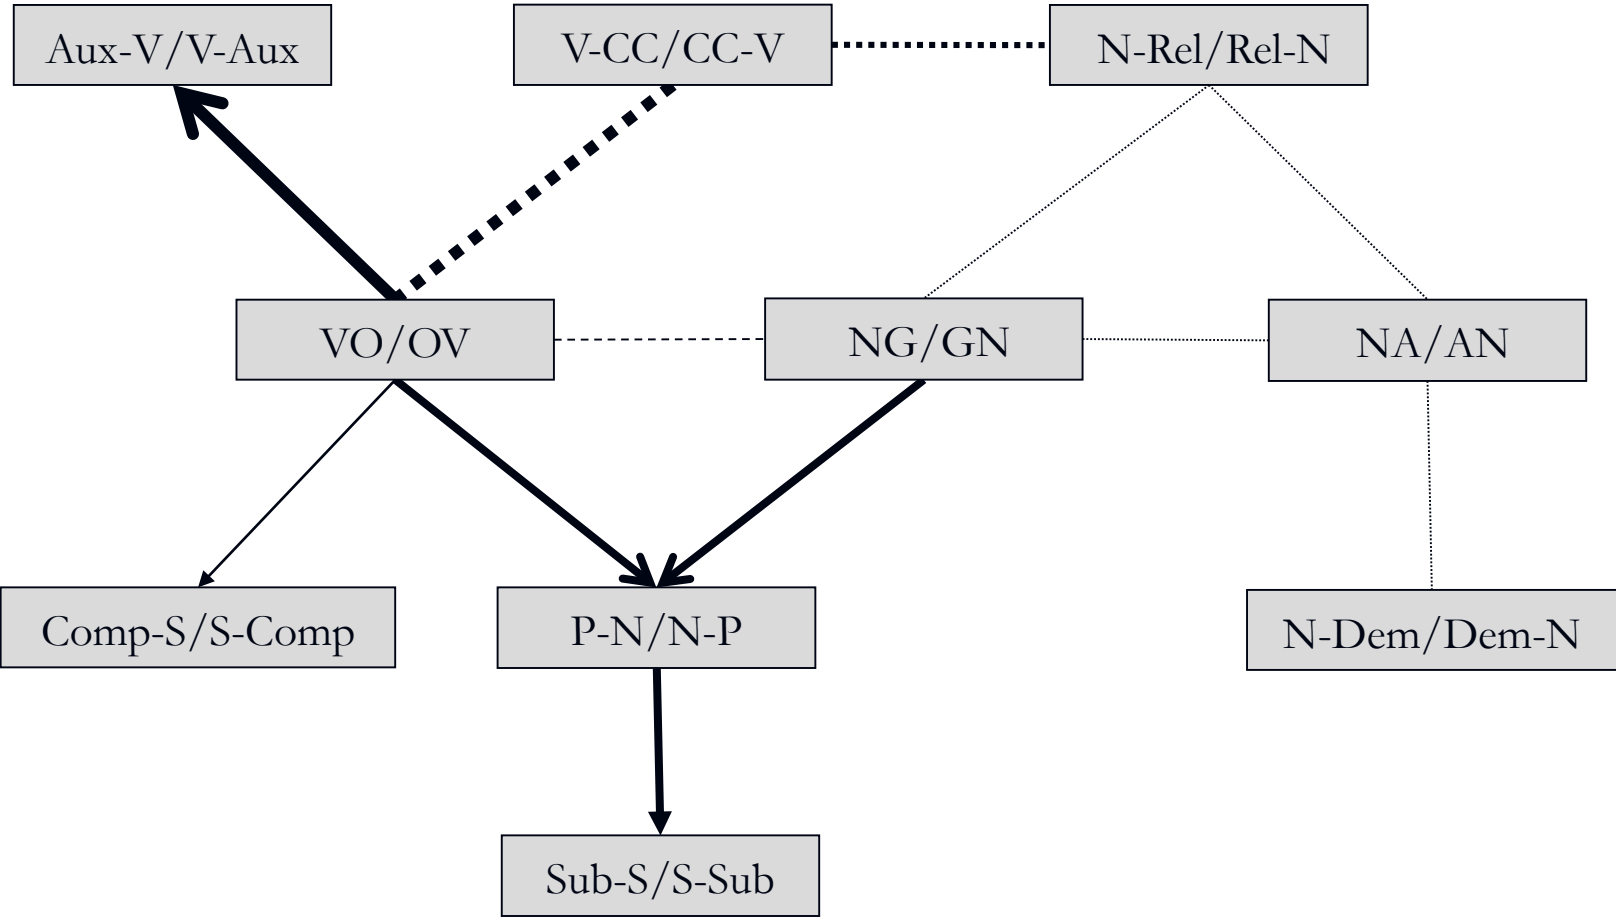 Aux-V/V-Aux
V-CC/CC-V
N-Rel/Rel-N
VO/OV
NG/GN
NA/AN
Comp-S/S-Comp
P-N/N-P
N-Dem/Dem-N
Sub-S/S-Sub